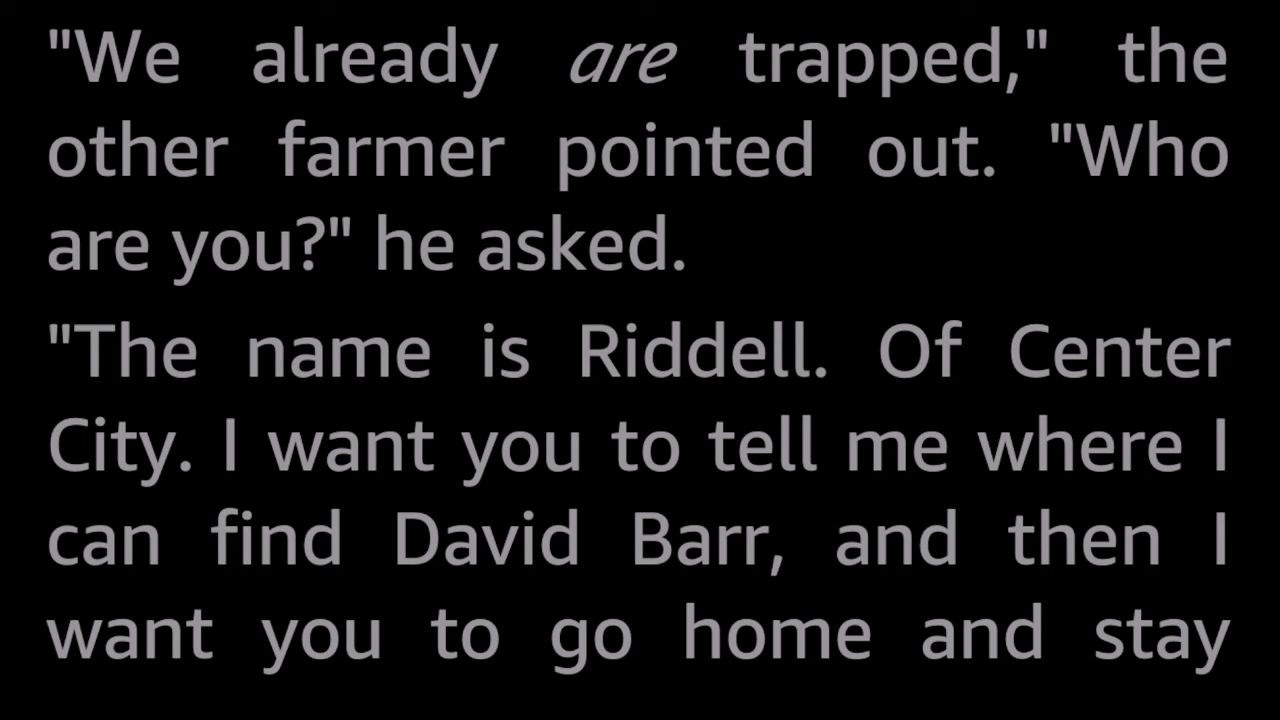 "We already are trapped," the
other farmer pointed out. "Who
are you?" he asked.
"The name is Riddell. Of Center
City. I want you to tell me where I
can find David Barr, and then I
want you to go home and stay